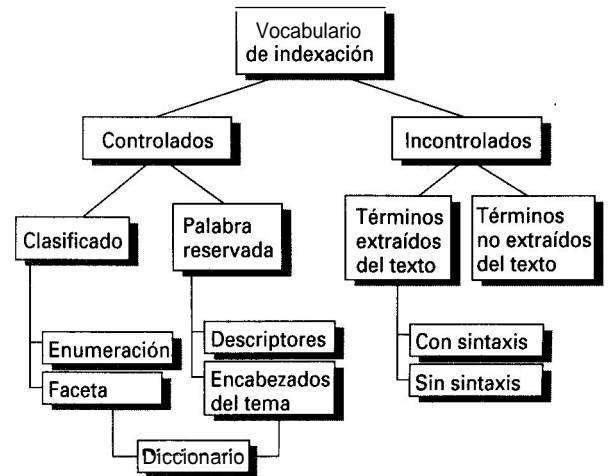 Vocabulario
de indexación
Controlados
Incontrolados
Clasificado
Palabra
reservada
Términos
extraídos
del texto
Términos
no extraídos
del texto
Enumeración
Faceta
Descriptores
Encabezados
del tema
Con sintaxis
Sin sintaxis
Diccionario